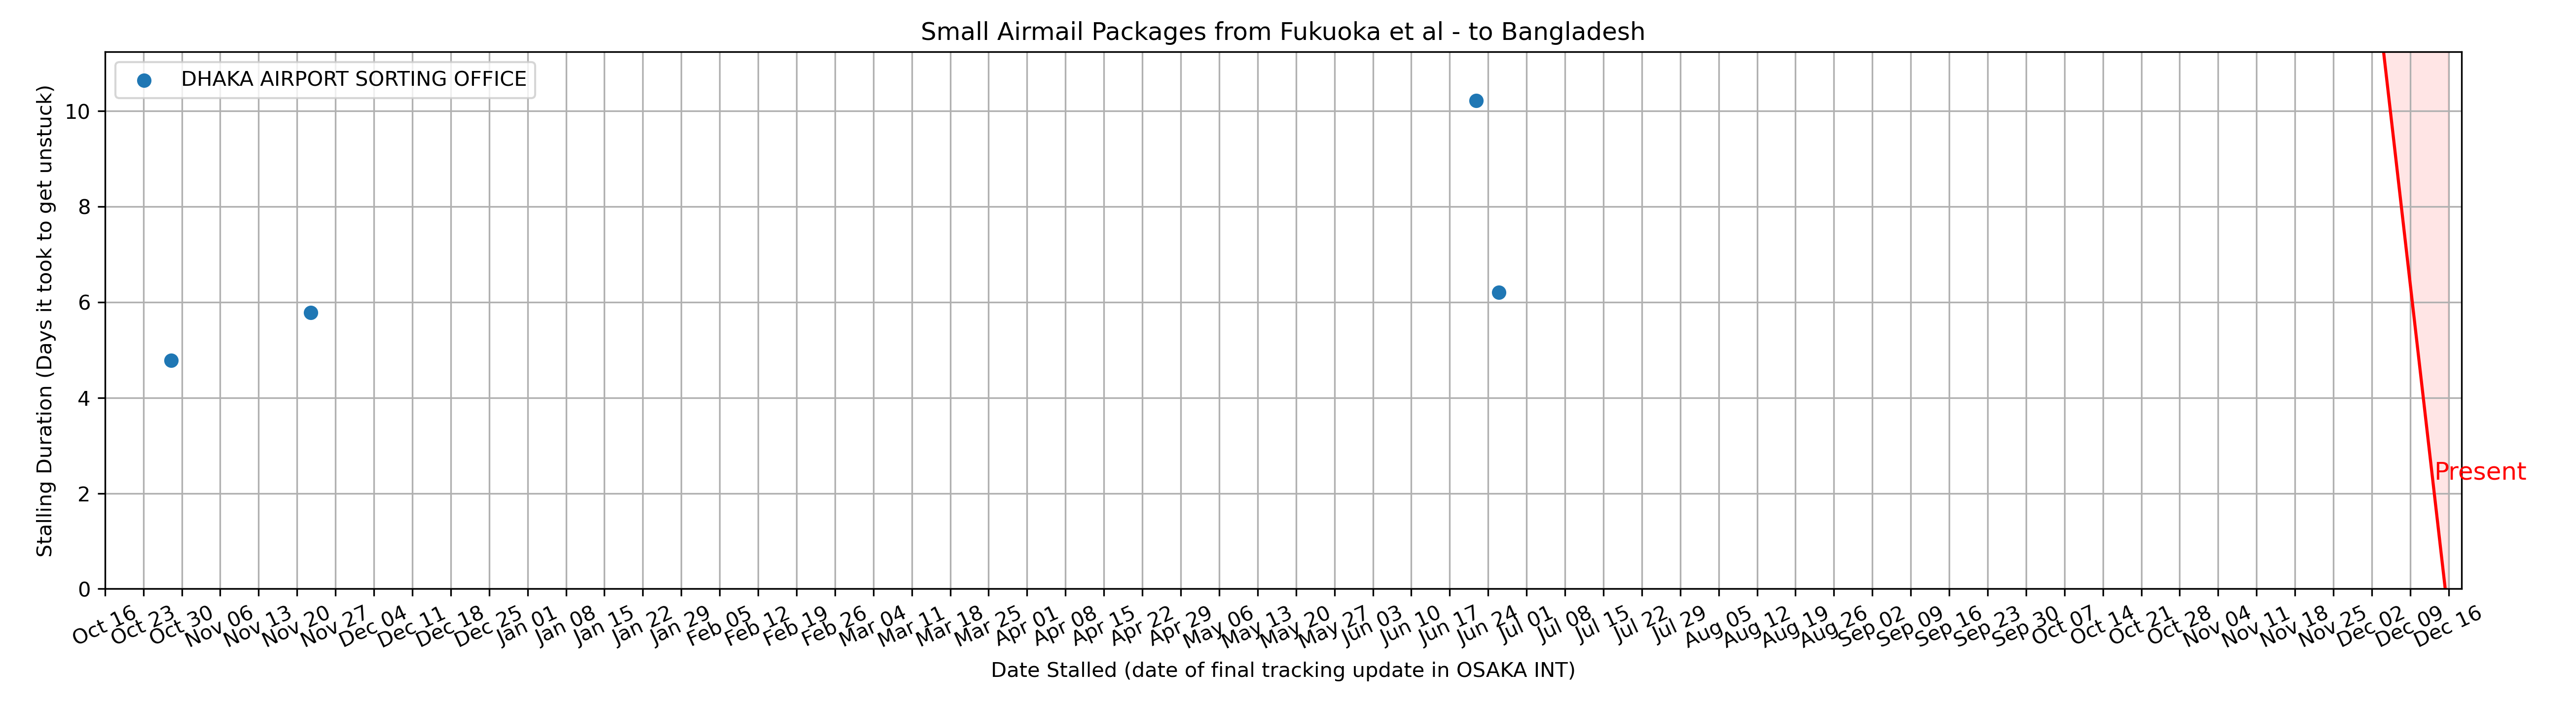 Small Airmail Packages from Fukuoka et al - to Bangladesh
DHAKA AIRPORT SORTING OFFICE
Stalling Duration (Days it took to get unstuck)
10
8
6
4
2
0
Present
Oct 16
Oct 23
Oct 30
Nov 06
Nov 13
Nov 20
Nov 27
Dec 04
Dec 11
Dec 18
Dec 25
Jan 01
Jan 08
Jan 15
Jan 22
Jan 29
Feb 05
Feb 12
Feb 19
Feb 26
Mar 04
Mar 11
Mar 18
Mar 25
Apr 01
Apr 08
Apr 15
Apr 22
Apr 29
May 06
May 13
May 20
May 27
Jun 03
Jun 10
Jun 17
Jun 24
Jul 01
Jul 08
Jul 15
Jul 22
Jul 29
Aug 05
Aug 12
Aug 19
Aug 26
Sep 02
Sep 09
Sep 16
Sep 23
Sep 30
Oct 07
Oct 14
Oct 21
Oct 28
Nov 04
Nov 11
Nov 18
Nov 25
Dec 02
Dec 09
Dec 16
Date Stalled (date of final tracking update in OSAKA INT)